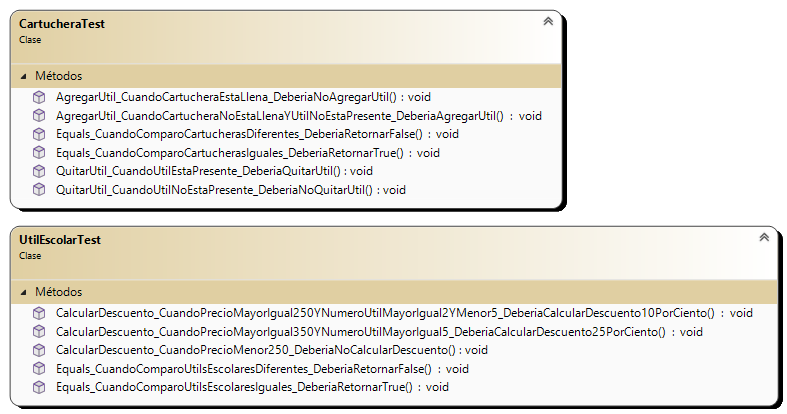 CartucheraTest
Clase
Métodos
AgregarUtil_CuandoCartucheraEstaLlena_DeberiaNoAgregarUtil() : void
AgregarUtil_CuandoCartucheraNoEstaLlenaYUtilNoEstaPresente_DeberiaAgregarUtil() : void
Equals_CuandoComparoCartucherasDiferentes_DeberiaRetornarFalse() : void
Equals_CuandoComparoCartucherasIguales_DeberiaRetornarTrue() : void
QuitarUtil_CuandoUtilEstaPresente_DeberiaQuitarUtil() : void
QuitarUtil_CuandoUtilNoEstaPresente_DeberiaNoQuitarUtil() : void
UtilEscolarTest
Clase
Métodos
CalcularDescuento_CuandoPrecioMayorIgual250YNumeroUtilMayorIgual2YMenor5_DeberiaCalcularDescuento10PorCiento() : void
CalcularDescuento_CuandoPrecioMayorIgual350YNumeroUtilMayorIgual5_DeberiaCalcularDescuento25PorCiento() : void
CalcularDescuento_CuandoPrecioMenor250_DeberiaNoCalcularDescuento() : void
Equals_CuandoComparoUtilsEscolaresDiferentes_DeberiaRetornarFalse() : void
Equals_CuandoComparoUtilsEscolaresIguales_DeberiaRetornarTrue() : void